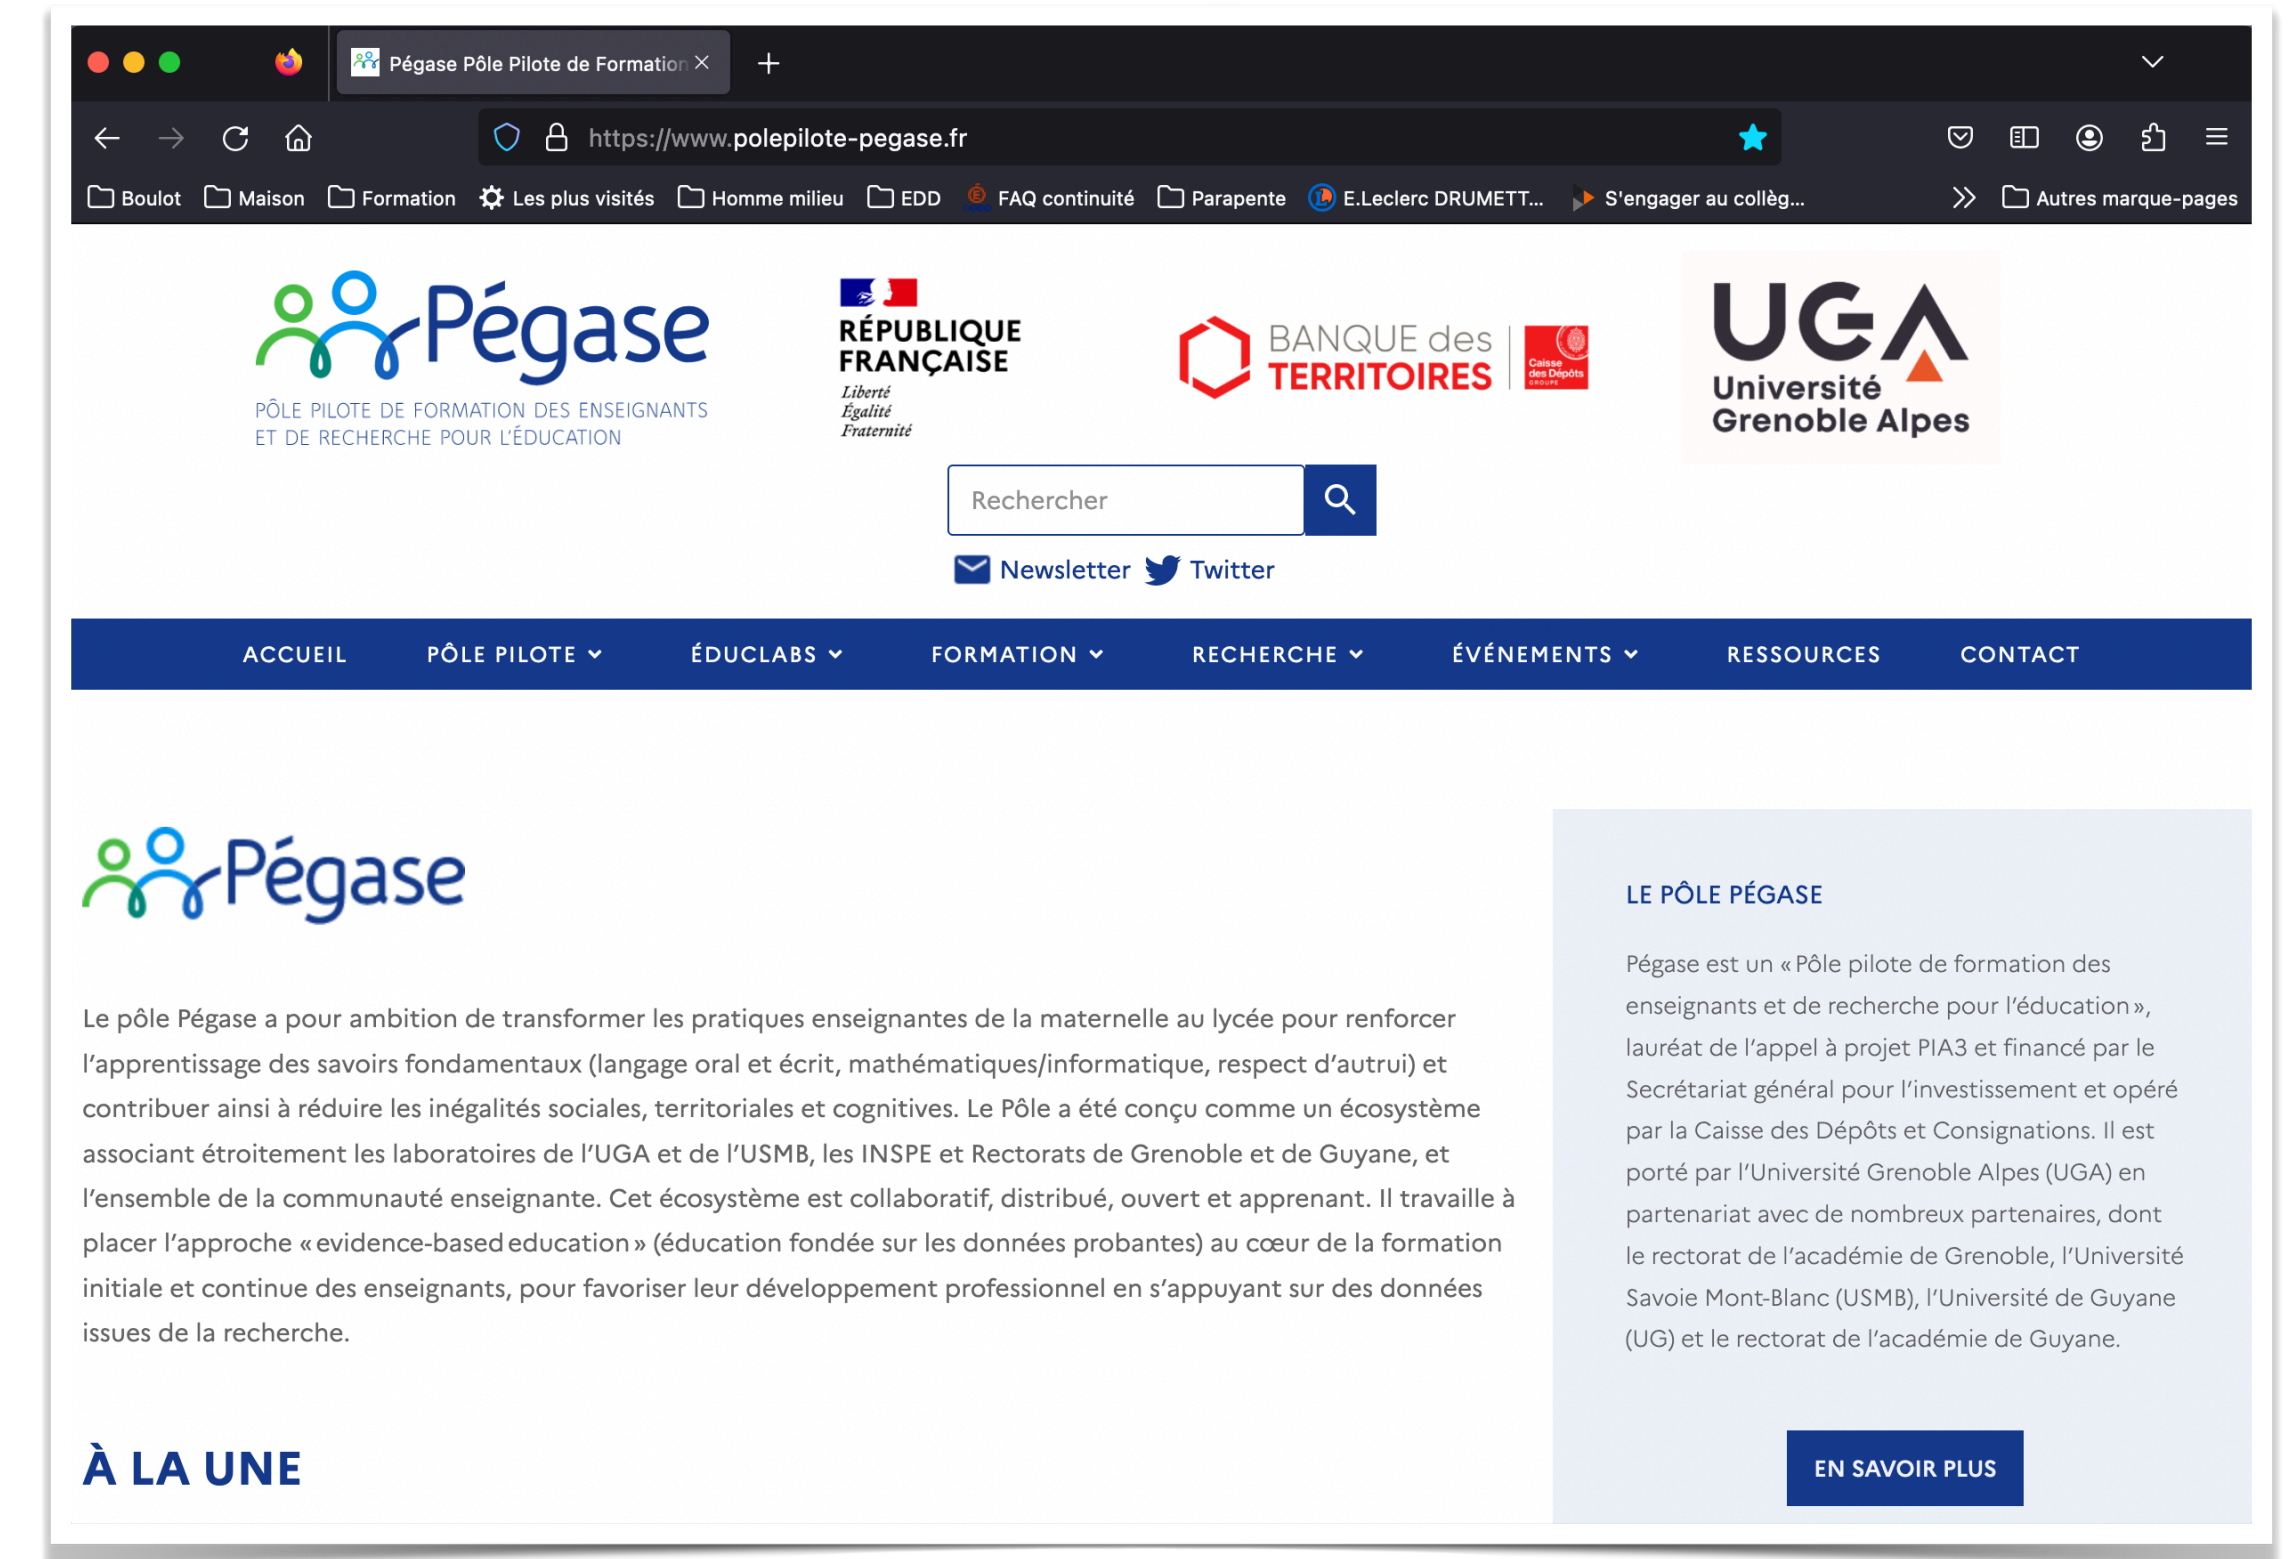 Pégase Pôle Pilote de Formation
https://www.polepilote-pegase.fr
Boulot Maison Formation Les plus visités Homme milieu EDD FAQ continuité Parapente E.Leclerc DRUMETT... S'engager au collèg... Autres marque-pages
Pégase
PÔLE PILOTE DE FORMATION DES ENSEIGNANTS
ET DE RECHERCHE POUR L'ÉDUCATION
RÉPUBLIQUE
FRANÇAISE
Liberté
Égalité
Fraternité
BANQUE des
TERRITOIRES
Caisse
des Dépôts
GROUPE
UGA
Université
Grenoble Alpes
Rechercher
Newsletter Twitter
ACCUEIL PÔLE PILOTE ÉDUCLABS FORMATION RECHERCHE ÉVÉNEMENTS RESSOURCES CONTACT
Pégase
Le pôle Pégase a pour ambition de transformer les pratiques enseignantes de la maternelle au lycée pour renforcer
l'apprentissage des savoirs fondamentaux (langage oral et écrit, mathématiques/informatique, respect d'autrui) et
contribuer ainsi à réduire les inégalités sociales, territoriales et cognitives. Le Pôle a été conçu comme un écosystème
associant étroitement les laboratoires de l'UGA et de l'USMB, les INSPE et Rectorats de Grenoble et de Guyane, et
l'ensemble de la communauté enseignante. Cet écosystème est collaboratif, distribué, ouvert et apprenant. Il travaille à
placer l'approche « evidence-based education » (éducation fondée sur les données probantes) au cœur de la formation
initiale et continue des enseignants, pour favoriser leur développement professionnel en s'appuyant sur des données
issues de la recherche.
À LA UNE
LE PÔLE PÉGASE
Pégase est un « Pôle pilote de formation des
enseignants et de recherche pour l'éducation »,
lauréat de l'appel à projet PIA3 et financé par le
Secrétariat général pour l'investissement et opéré
par la Caisse des Dépôts et Consignations. Il est
porté par l'Université Grenoble Alpes (UGA) en
partenariat avec de nombreux partenaires, dont
le rectorat de l'académie de Grenoble, l'Université
Savoie Mont-Blanc (USMB), l'Université de Guyane
(UG) et le rectorat de l'académie de Guyane.
EN SAVOIR PLUS